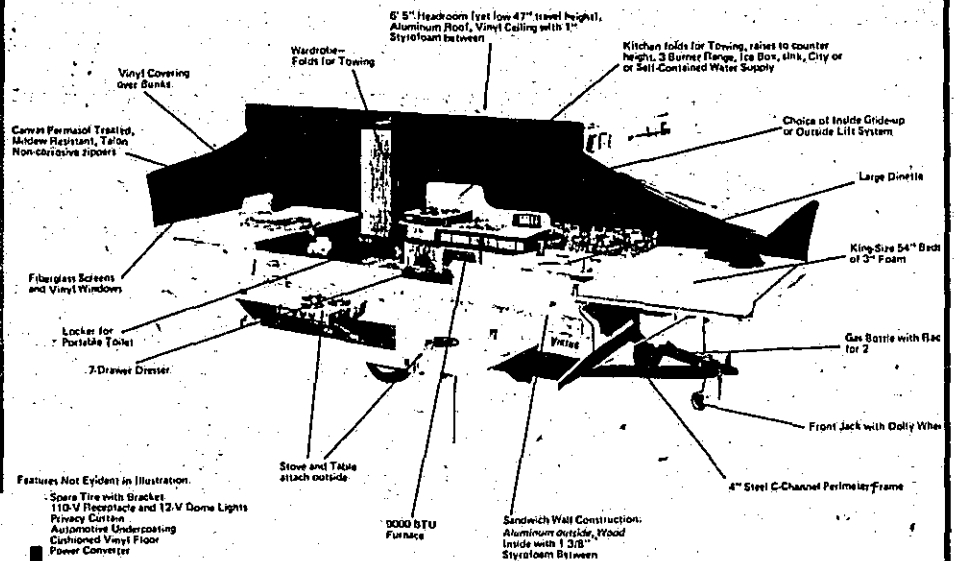 6' 5" Headroom (yet low 47" travel height),
Aluminum Roof, Vinyl Ceiling with 1"
Styrofoam between
Wardrobe—
Folds for Towing
Kitchen folds for Towing, raises to counter
height. 3 Burner Range, Ice Box, sink, City or
or Self-Contained Water Supply
Vinyl Covering
over Bunks
Canvas Permasol Treated,
Mildew Resistant, Talon
Non-corrosive zippers
Choice of Inside Glide-up
or Outside Lift System
Large Dinette
King-Size 54" Beds
of 3" Foam
Fiberglass Screens
and Vinyl Windows
Locker for
Portable Toilet
7-Drawer Dresser
Gas Bottle with Rac
for 2
Front Jack with Dolly Whee
Stove and Table
attach outside
4" Steel C-Channel Perimeter Frame
9000 BTU
Furnace
Sandwich Wall Construction:
Aluminum outside, Wood
Inside with 1 3/8"
Styrofoam Between
Features Not Evident in Illustration.
Spare Tire with Bracket
110-V Receptacle and 12-V Dome Lights
Privacy Curtain
Automotive Undercoating
Cushioned Vinyl Floor
Power Converter